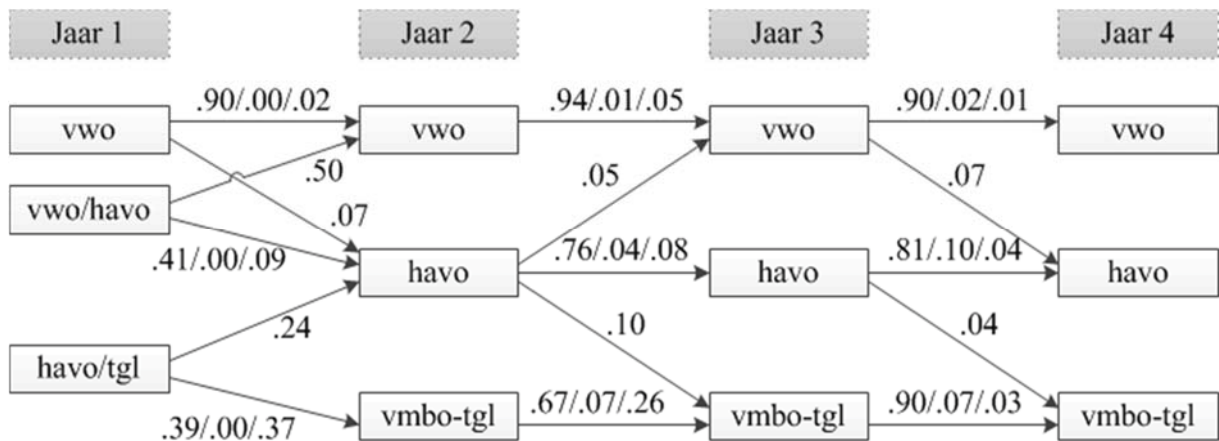 Jaar 1 Jaar 2 Jaar 3 Jaar 4
.90/.00/.02 .94/.01/.05 .90/.02/.01
vwo vwo vwo vwo
.50 .05 .07
vwo/havo
.07
.41/.00/.09 .76/.04/.08 .81/.10/.04
havo havo havo
.24 .10 .04
havo/tgl
.39/.00/.37 .67/.07/.26 .90/.07/.03
vmbo-tgl vmbo-tgl vmbo-tgl